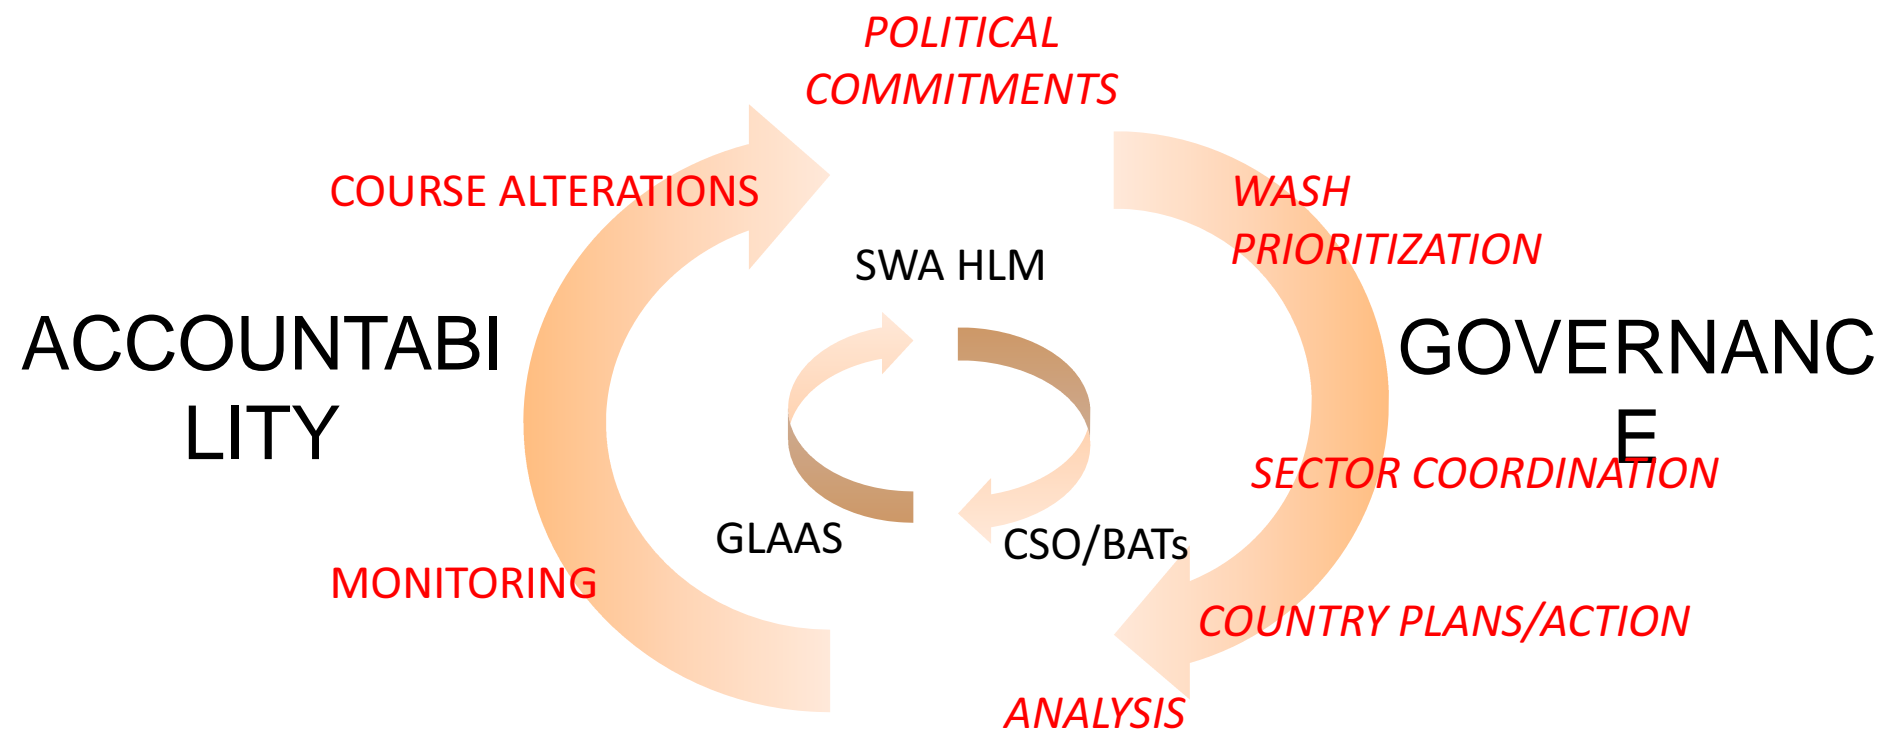 POLITICAL
COMMITMENTS
COURSE ALTERATIONS
WASH
PRIORITIZATION
SWA HLM
ACCOUNTABI
LITY
GOVERNANC
E
SECTOR COORDINATION
GLAAS
CSO/BATs
MONITORING
COUNTRY PLANS/ACTION
ANALYSIS